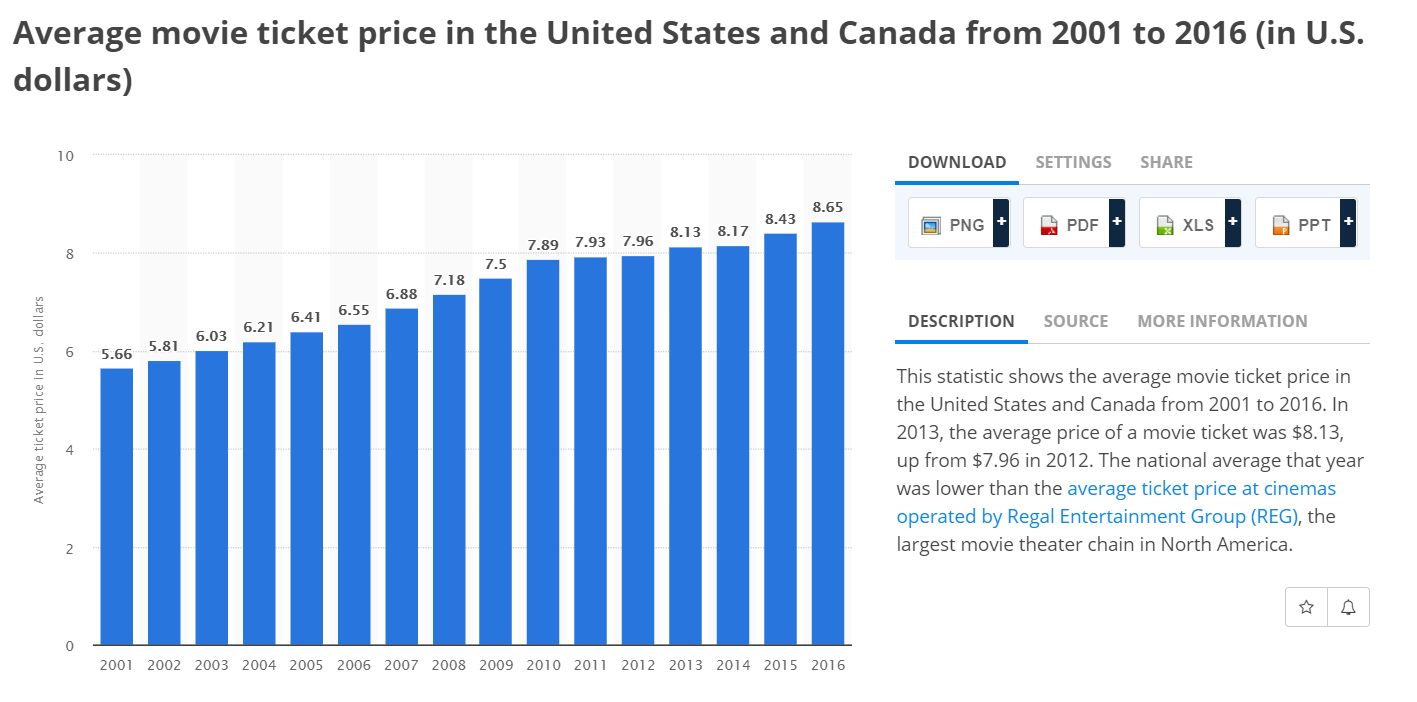 Average movie ticket price in the United States and Canada from 2001 to 2016 (in U.S.
dollars)
Average ticket price in U.S. dollars
10
8
6
4
2
0
5.66
5.81
6.03
6.21
6.41
6.55
6.88
7.18
7.5
7.89
7.93
7.96
8.13
8.17
8.43
8.65
2001 2002 2003 2004 2005 2006 2007 2008 2009 2010 2011 2012 2013 2014 2015 2016
DOWNLOAD SETTINGS SHARE
PNG + PDF + XLS + PPT +
DESCRIPTION SOURCE MORE INFORMATION
This statistic shows the average movie ticket price in
the United States and Canada from 2001 to 2016. In
2013, the average price of a movie ticket was $8.13,
up from $7.96 in 2012. The national average that year
was lower than the average ticket price at cinemas
operated by Regal Entertainment Group (REG), the
largest movie theater chain in North America.